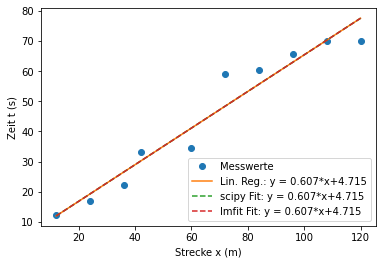 80
70
60
50
40
30
20
10
Zeit t (s)
Messwerte
Lin. Reg.: y = 0.607*x+4.715
scipy Fit: y = 0.607*x+4.715
lmfit Fit: y = 0.607*x+4.715
20 40 60 80 100 120
Strecke x (m)